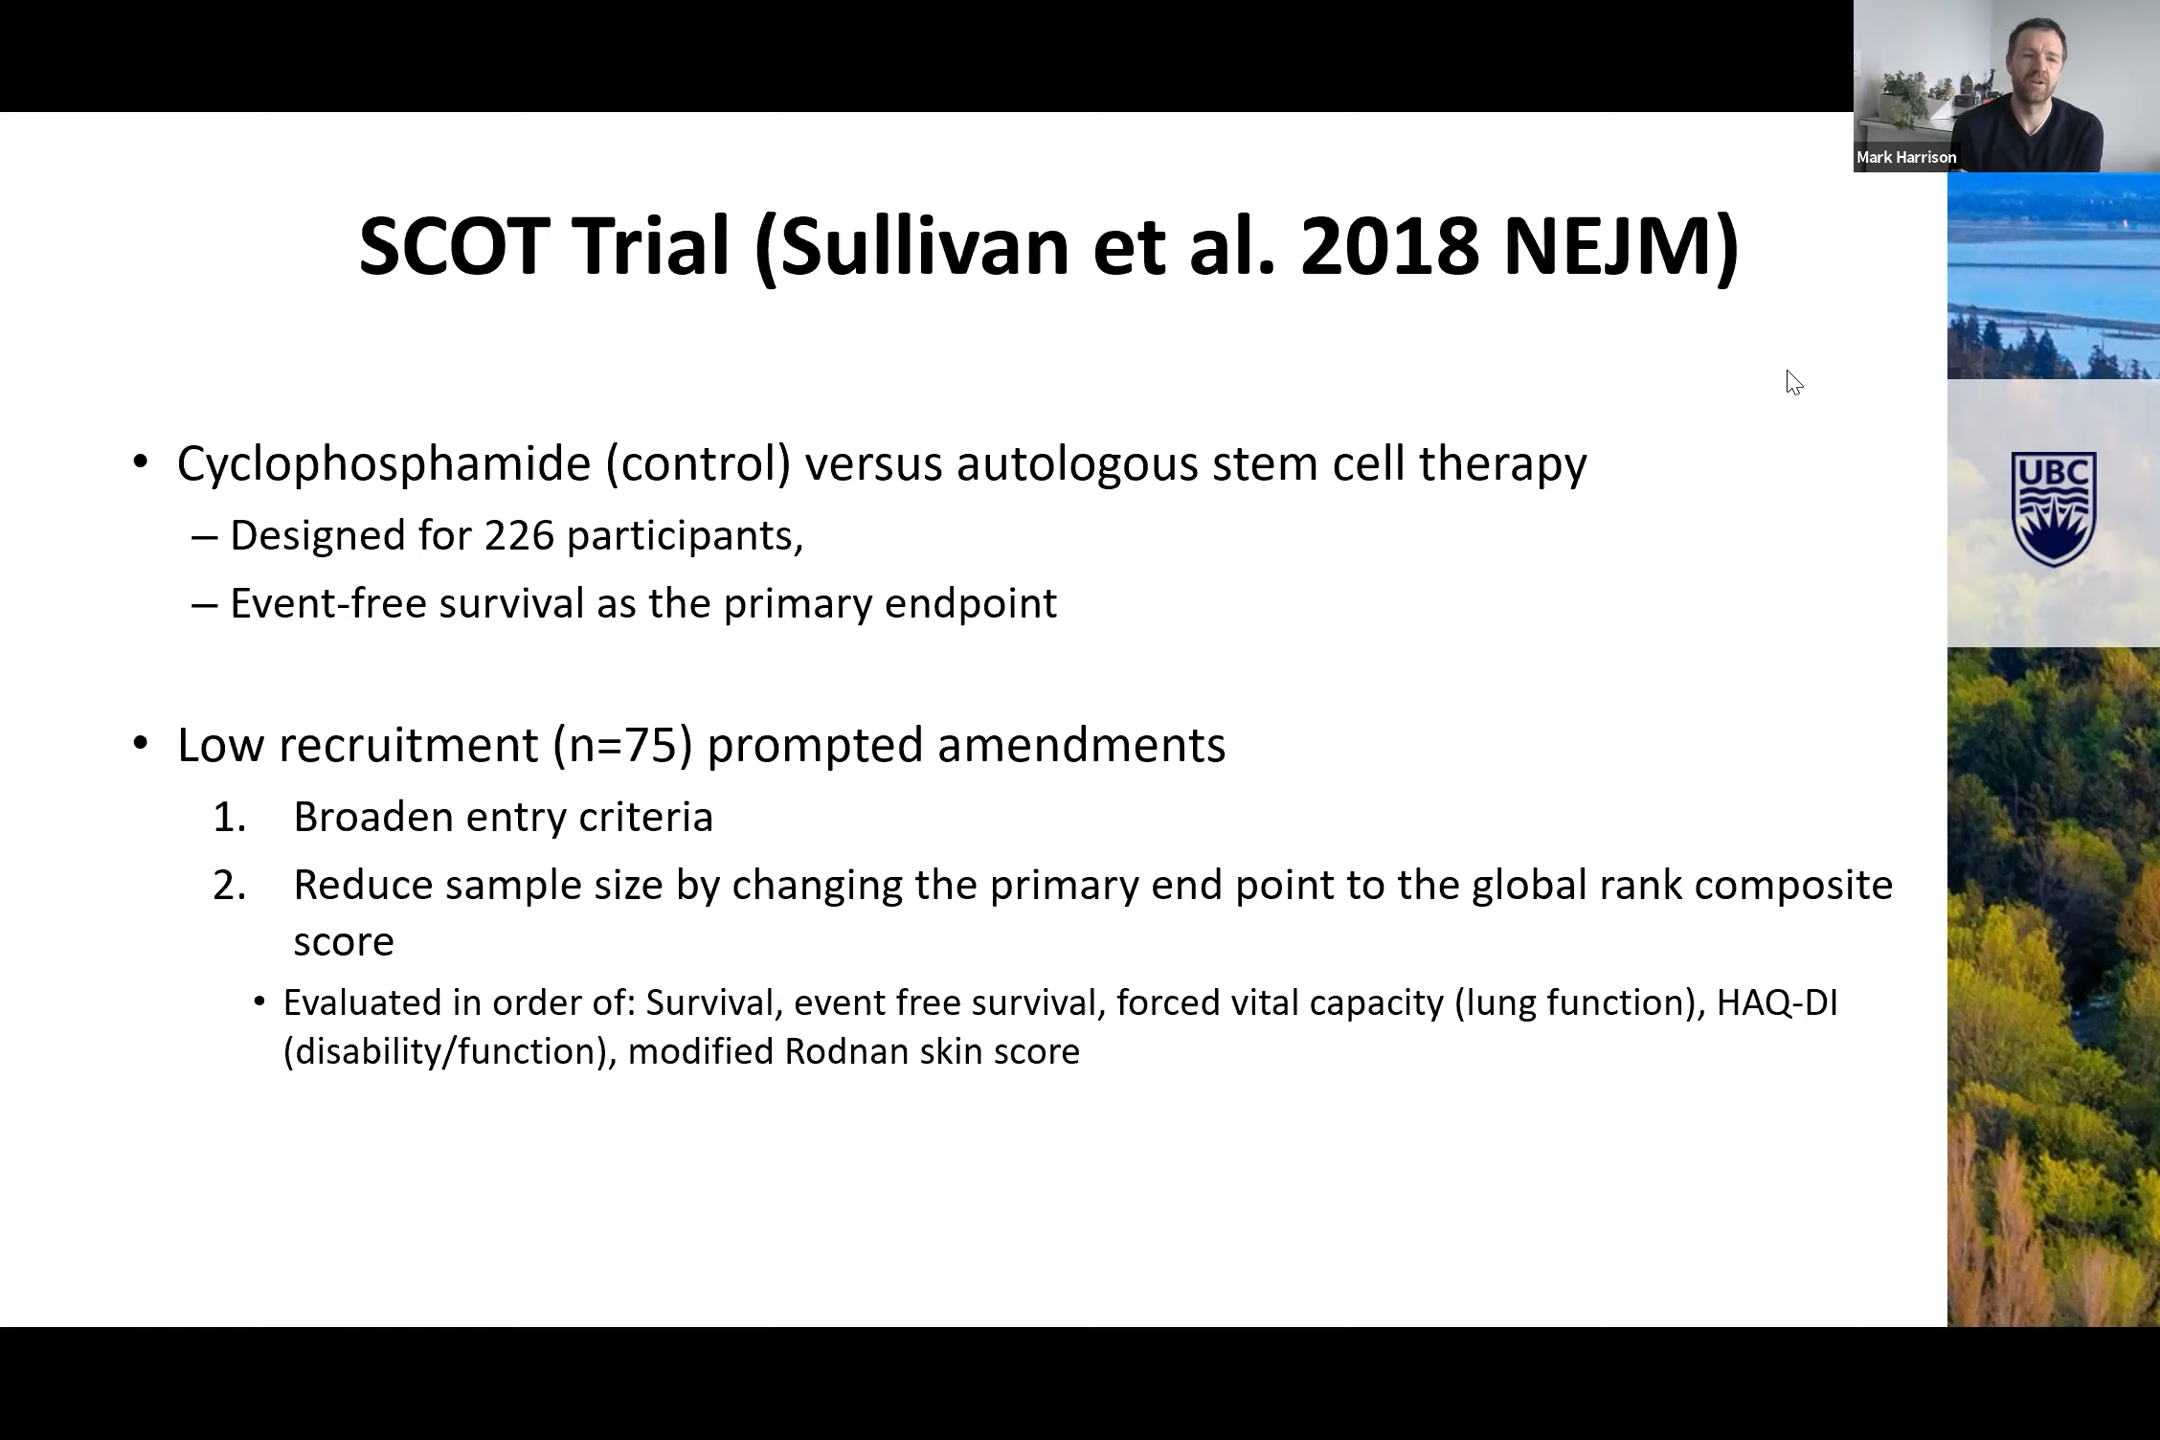 Mark Harrison
SCOT Trial (Sullivan et al. 2018 NEJM)
• Cyclophosphamide (control) versus autologous stem cell therapy
– Designed for 226 participants,
– Event-free survival as the primary endpoint
• Low recruitment (n=75) prompted amendments
1. Broaden entry criteria
2. Reduce sample size by changing the primary end point to the global rank composite
score
• Evaluated in order of: Survival, event free survival, forced vital capacity (lung function), HAQ-DI
(disability/function), modified Rodnan skin score
UBC